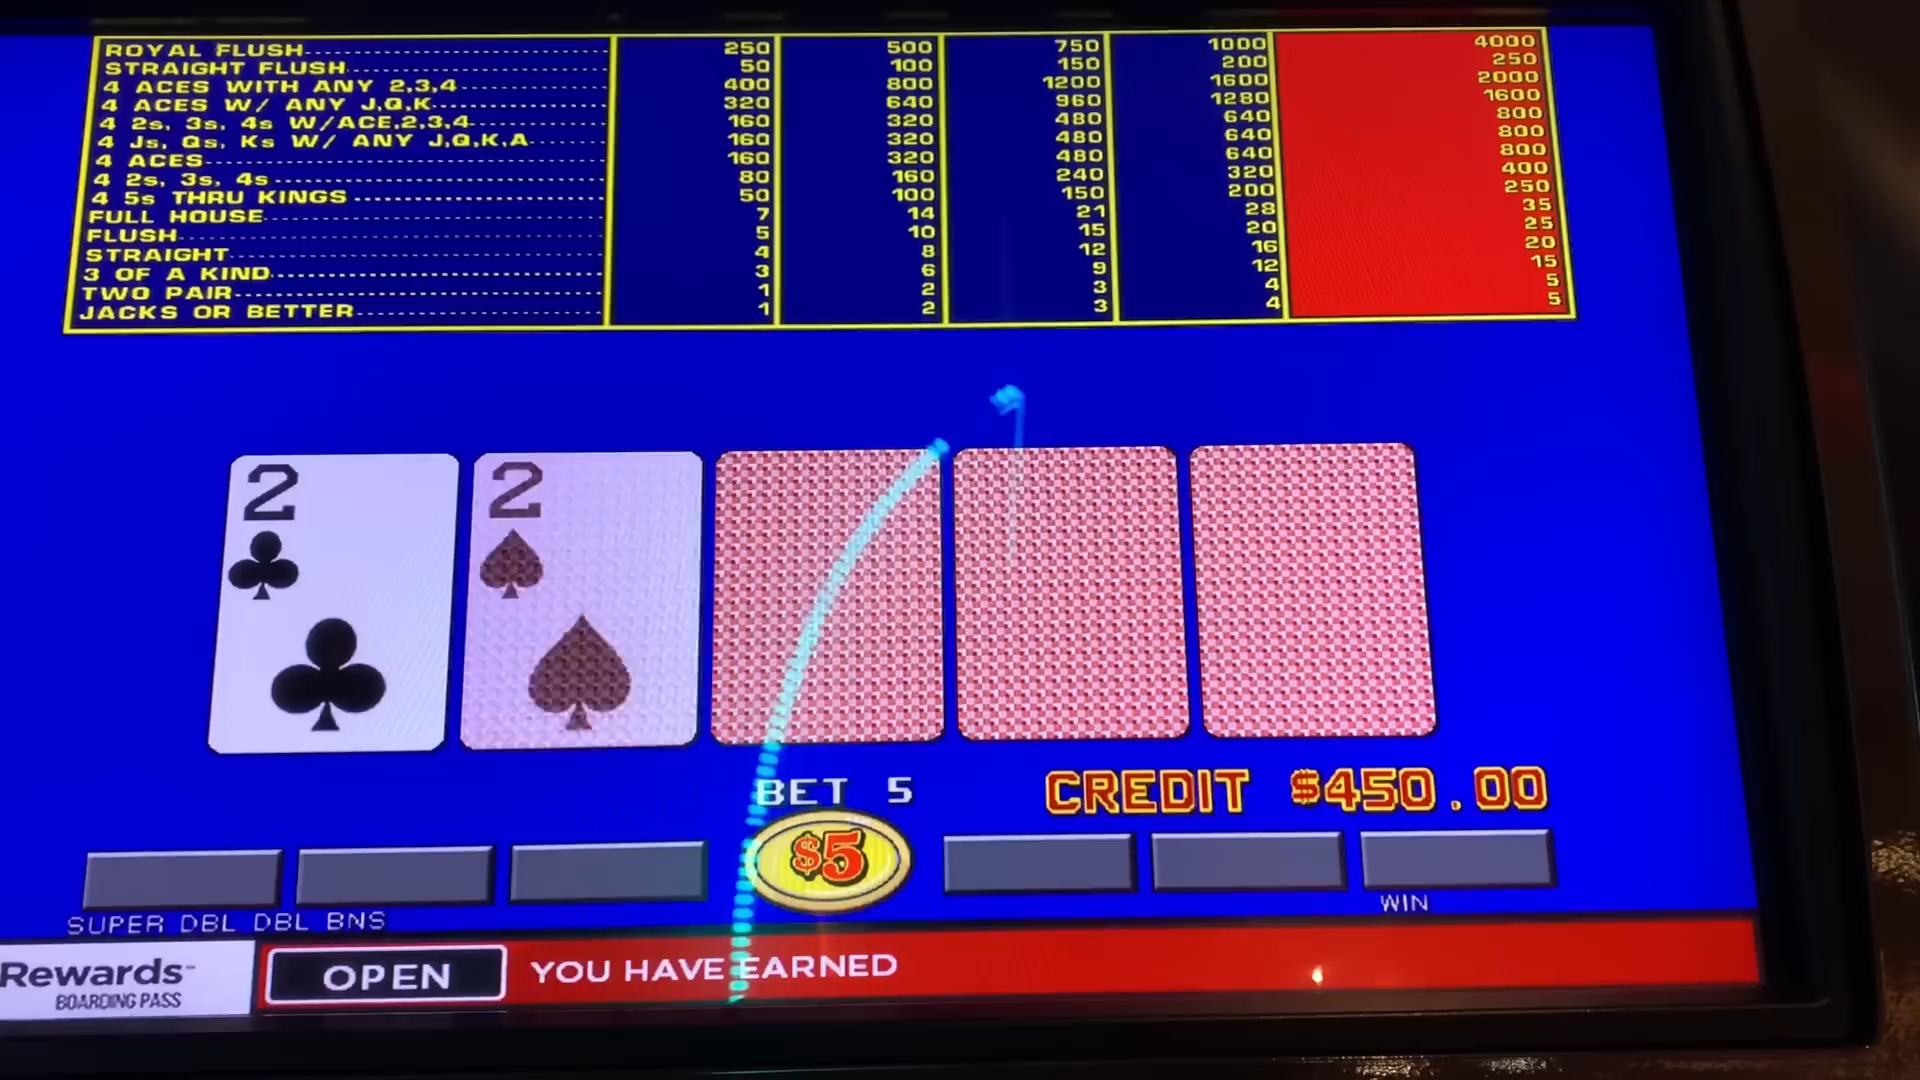 ROYAL FLUSH 250 500 750 1000 4000
STRAIGHT FLUSH 50 100 150 200 250
4 ACES WITH ANY 2,3,4 400 800 1200 1600 2000
4 ACES W/ ANY J,Q,K 320 640 960 1280 1600
4 2s, 3s, 4s W/ACE,2,3,4 160 320 480 640 800
4 Js, Qs, Ks W/ ANY J,Q,K,A 160 320 480 640 800
4 ACES 160 320 480 640 800
4 2s, 3s, 4s 80 160 240 320 400
4 5s THRU KINGS 50 100 150 200 250
FULL HOUSE 7 14 21 28 35
FLUSH 5 10 15 20 25
STRAIGHT 4 8 12 16 20
3 OF A KIND 3 6 9 12 15
TWO PAIR 1 2 3 4 5
JACKS OR BETTER 1 2 3 4 5
2 2
BET 5 CREDIT $450.00
$5
WIN
SUPER DBL DBL BNS
Rewards™ OPEN YOU HAVE EARNED
BOARDING PASS